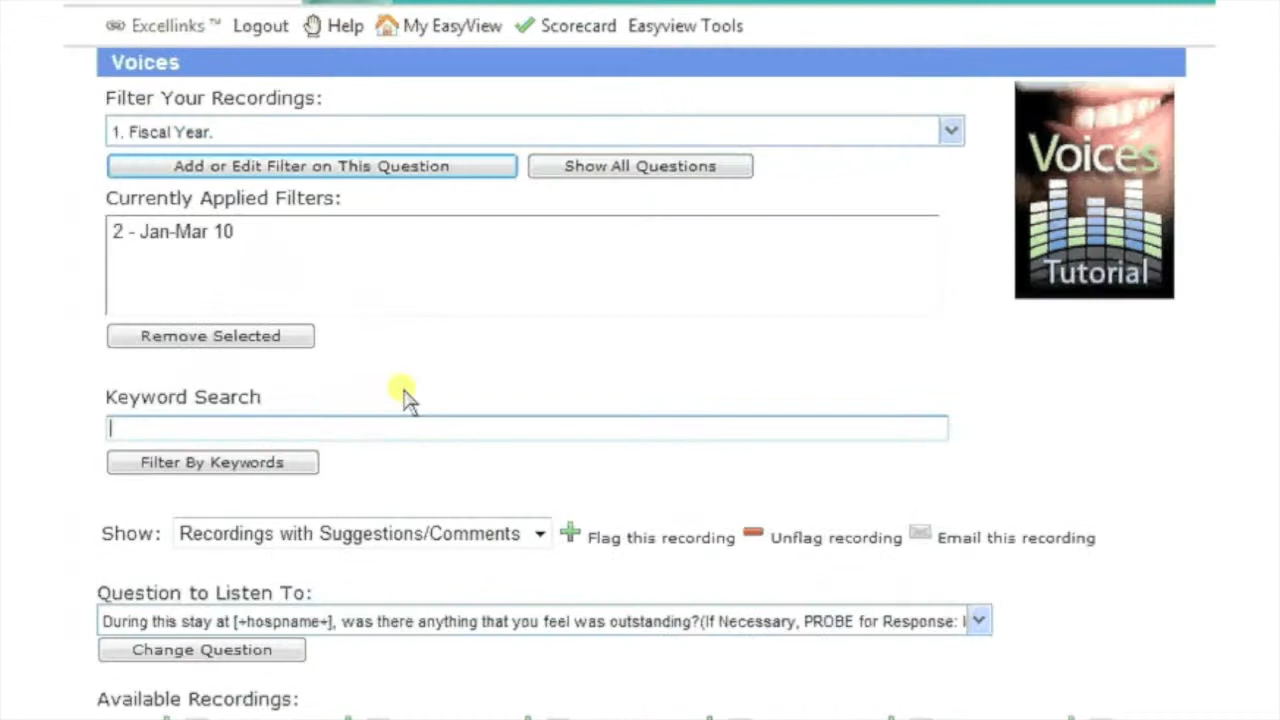 Excellinks ™ Logout Help My EasyView Scorecard Easyview Tools
Voices
Filter Your Recordings:
1. Fiscal Year.
Add or Edit Filter on This Question Show All Questions
Currently Applied Filters:
2 - Jan-Mar 10
Remove Selected
Voices
Tutorial
Keyword Search
Filter By Keywords
Show: Recordings with Suggestions/Comments Flag this recording Unflag recording Email this recording
Question to Listen To:
During this stay at [+hospname+], was there anything that you feel was outstanding?(If Necessary, PROBE for Response:
Change Question
Available Recordings: